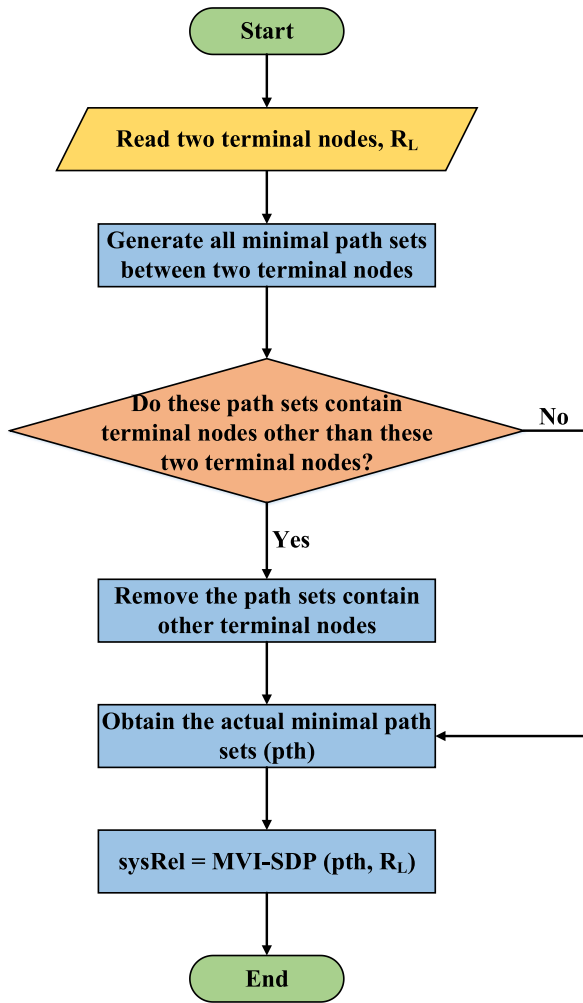 Start
Read two terminal nodes, R_L
Generate all minimal path sets
between two terminal nodes
Do these path sets contain
terminal nodes other than these
two terminal nodes?
No
Yes
Remove the path sets contain
other terminal nodes
Obtain the actual minimal path
sets (pth)
sysRel = MVI-SDP (pth, R_L)
End